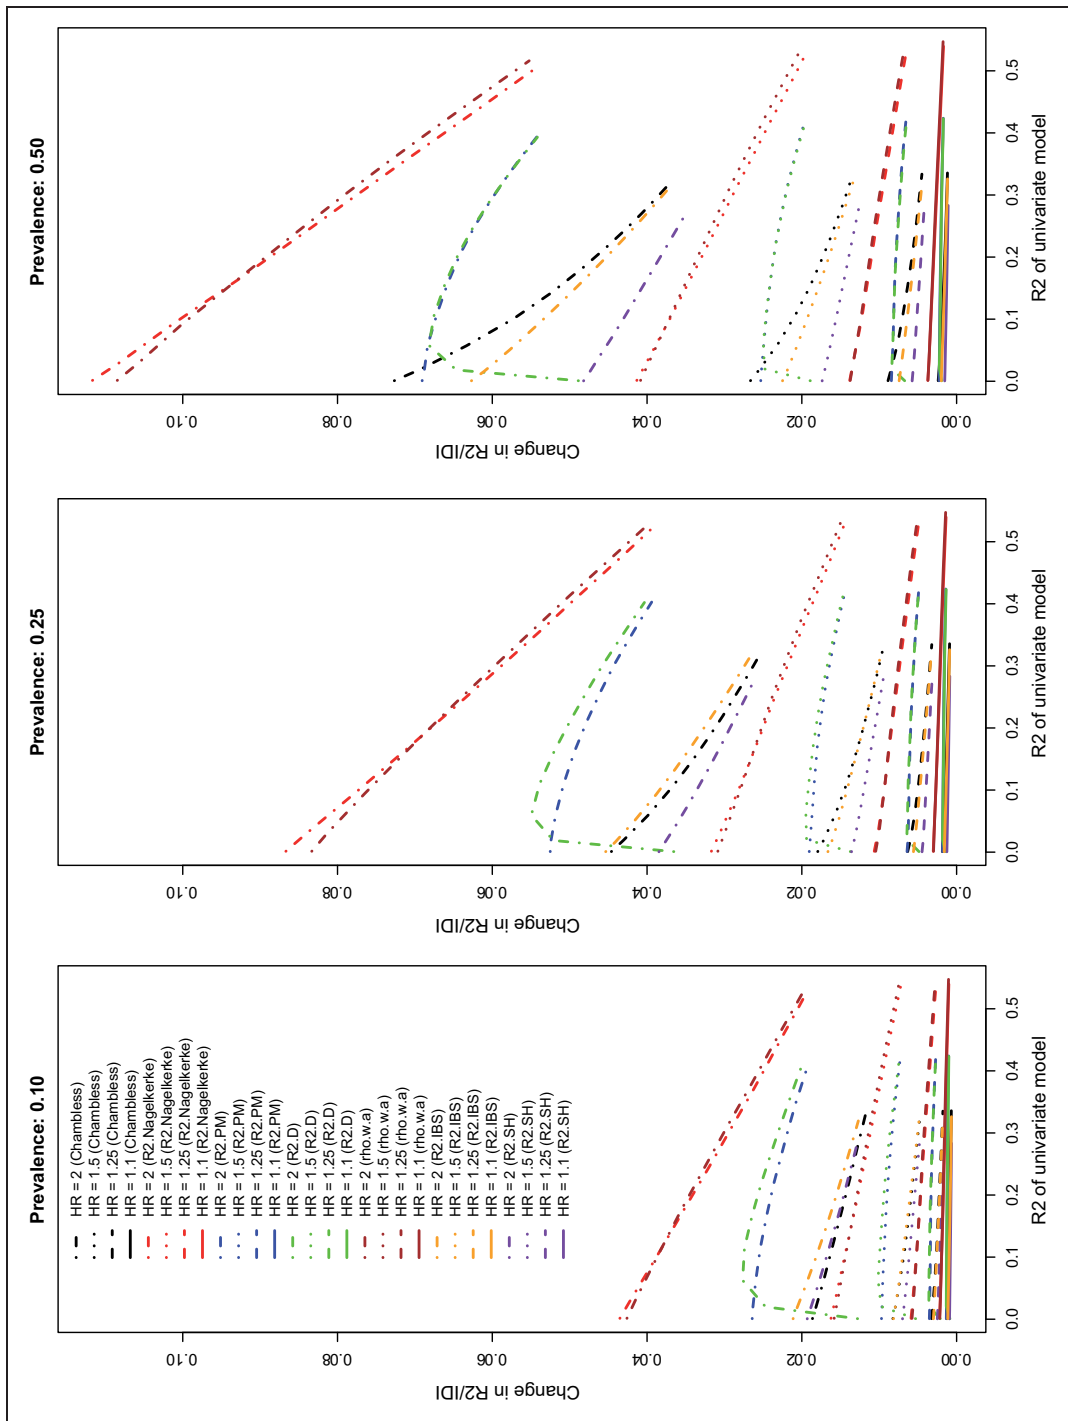 Prevalence: 0.10
HR = 2 (Chambless)
HR = 1.5 (Chambless)
HR = 1.25 (Chambless)
HR = 1.1 (Chambless)
HR = 2 (R2.Nagelkerke)
HR = 1.5 (R2.Nagelkerke)
HR = 1.25 (R2.Nagelkerke)
HR = 1.1 (R2.Nagelkerke)
HR = 2 (R2.PM)
HR = 1.5 (R2.PM)
HR = 1.25 (R2.PM)
HR = 1.1 (R2.PM)
HR = 2 (R2.D)
HR = 1.5 (R2.D)
HR = 1.25 (R2.D)
HR = 1.1 (R2.D)
HR = 2 (rho.w.a)
HR = 1.5 (rho.w.a)
HR = 1.25 (rho.w.a)
HR = 1.1 (rho.w.a)
HR = 2 (R2.IBS)
HR = 1.5 (R2.IBS)
HR = 1.25 (R2.IBS)
HR = 1.1 (R2.IBS)
HR = 2 (R2.SH)
HR = 1.5 (R2.SH)
HR = 1.25 (R2.SH)
HR = 1.1 (R2.SH)
Change in R2/IDI
0.10
0.08
0.06
0.04
0.02
0.00
0.0 0.1 0.2 0.3 0.4 0.5
R2 of univariate model
Prevalence: 0.25
Change in R2/IDI
0.10
0.08
0.06
0.04
0.02
0.00
0.0 0.1 0.2 0.3 0.4 0.5
R2 of univariate model
Prevalence: 0.50
Change in R2/IDI
0.10
0.08
0.06
0.04
0.02
0.00
0.0 0.1 0.2 0.3 0.4 0.5
R2 of univariate model